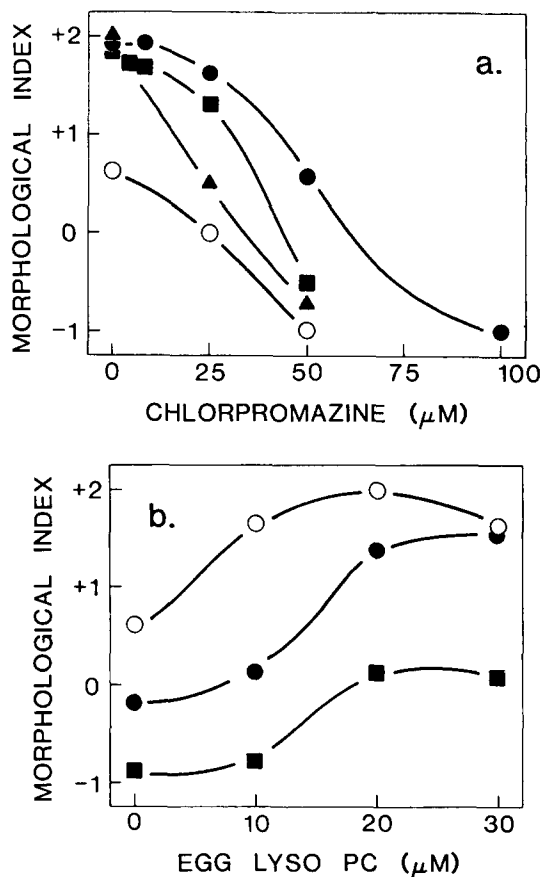 a.
MORPHOLOGICAL INDEX
+2
+1
0
−1
0
25
50
75
100
CHLORPROMAZINE (μM)
b.
MORPHOLOGICAL INDEX
+2
+1
0
−1
0
10
20
30
EGG LYSO PC (μM)